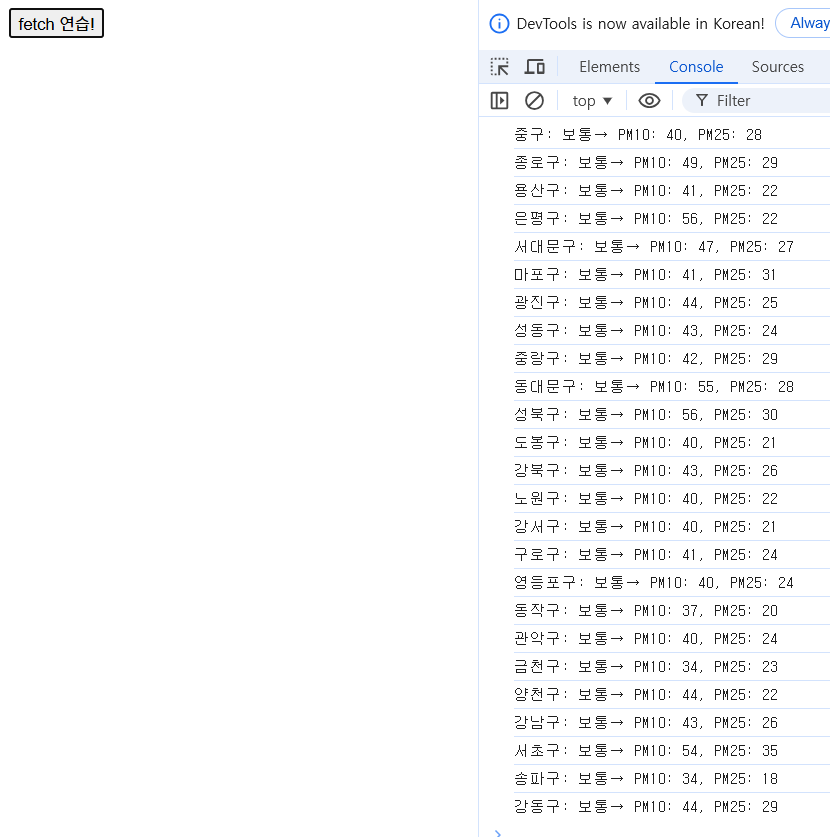 fetch 연습!
DevTools is now available in Korean! Alway
Elements Console Sources
top ▼ Filter
중구: 보통→ PM10: 40, PM25: 28
종로구: 보통→ PM10: 49, PM25: 29
용산구: 보통→ PM10: 41, PM25: 22
은평구: 보통→ PM10: 56, PM25: 22
서대문구: 보통→ PM10: 47, PM25: 27
마포구: 보통→ PM10: 41, PM25: 31
광진구: 보통→ PM10: 44, PM25: 25
성동구: 보통→ PM10: 43, PM25: 24
중랑구: 보통→ PM10: 42, PM25: 29
동대문구: 보통→ PM10: 55, PM25: 28
성북구: 보통→ PM10: 56, PM25: 30
도봉구: 보통→ PM10: 40, PM25: 21
강북구: 보통→ PM10: 43, PM25: 26
노원구: 보통→ PM10: 40, PM25: 22
강서구: 보통→ PM10: 40, PM25: 21
구로구: 보통→ PM10: 41, PM25: 24
영등포구: 보통→ PM10: 40, PM25: 24
동작구: 보통→ PM10: 37, PM25: 20
관악구: 보통→ PM10: 40, PM25: 24
금천구: 보통→ PM10: 34, PM25: 23
양천구: 보통→ PM10: 44, PM25: 22
강남구: 보통→ PM10: 43, PM25: 26
서초구: 보통→ PM10: 54, PM25: 35
송파구: 보통→ PM10: 34, PM25: 18
강동구: 보통→ PM10: 44, PM25: 29